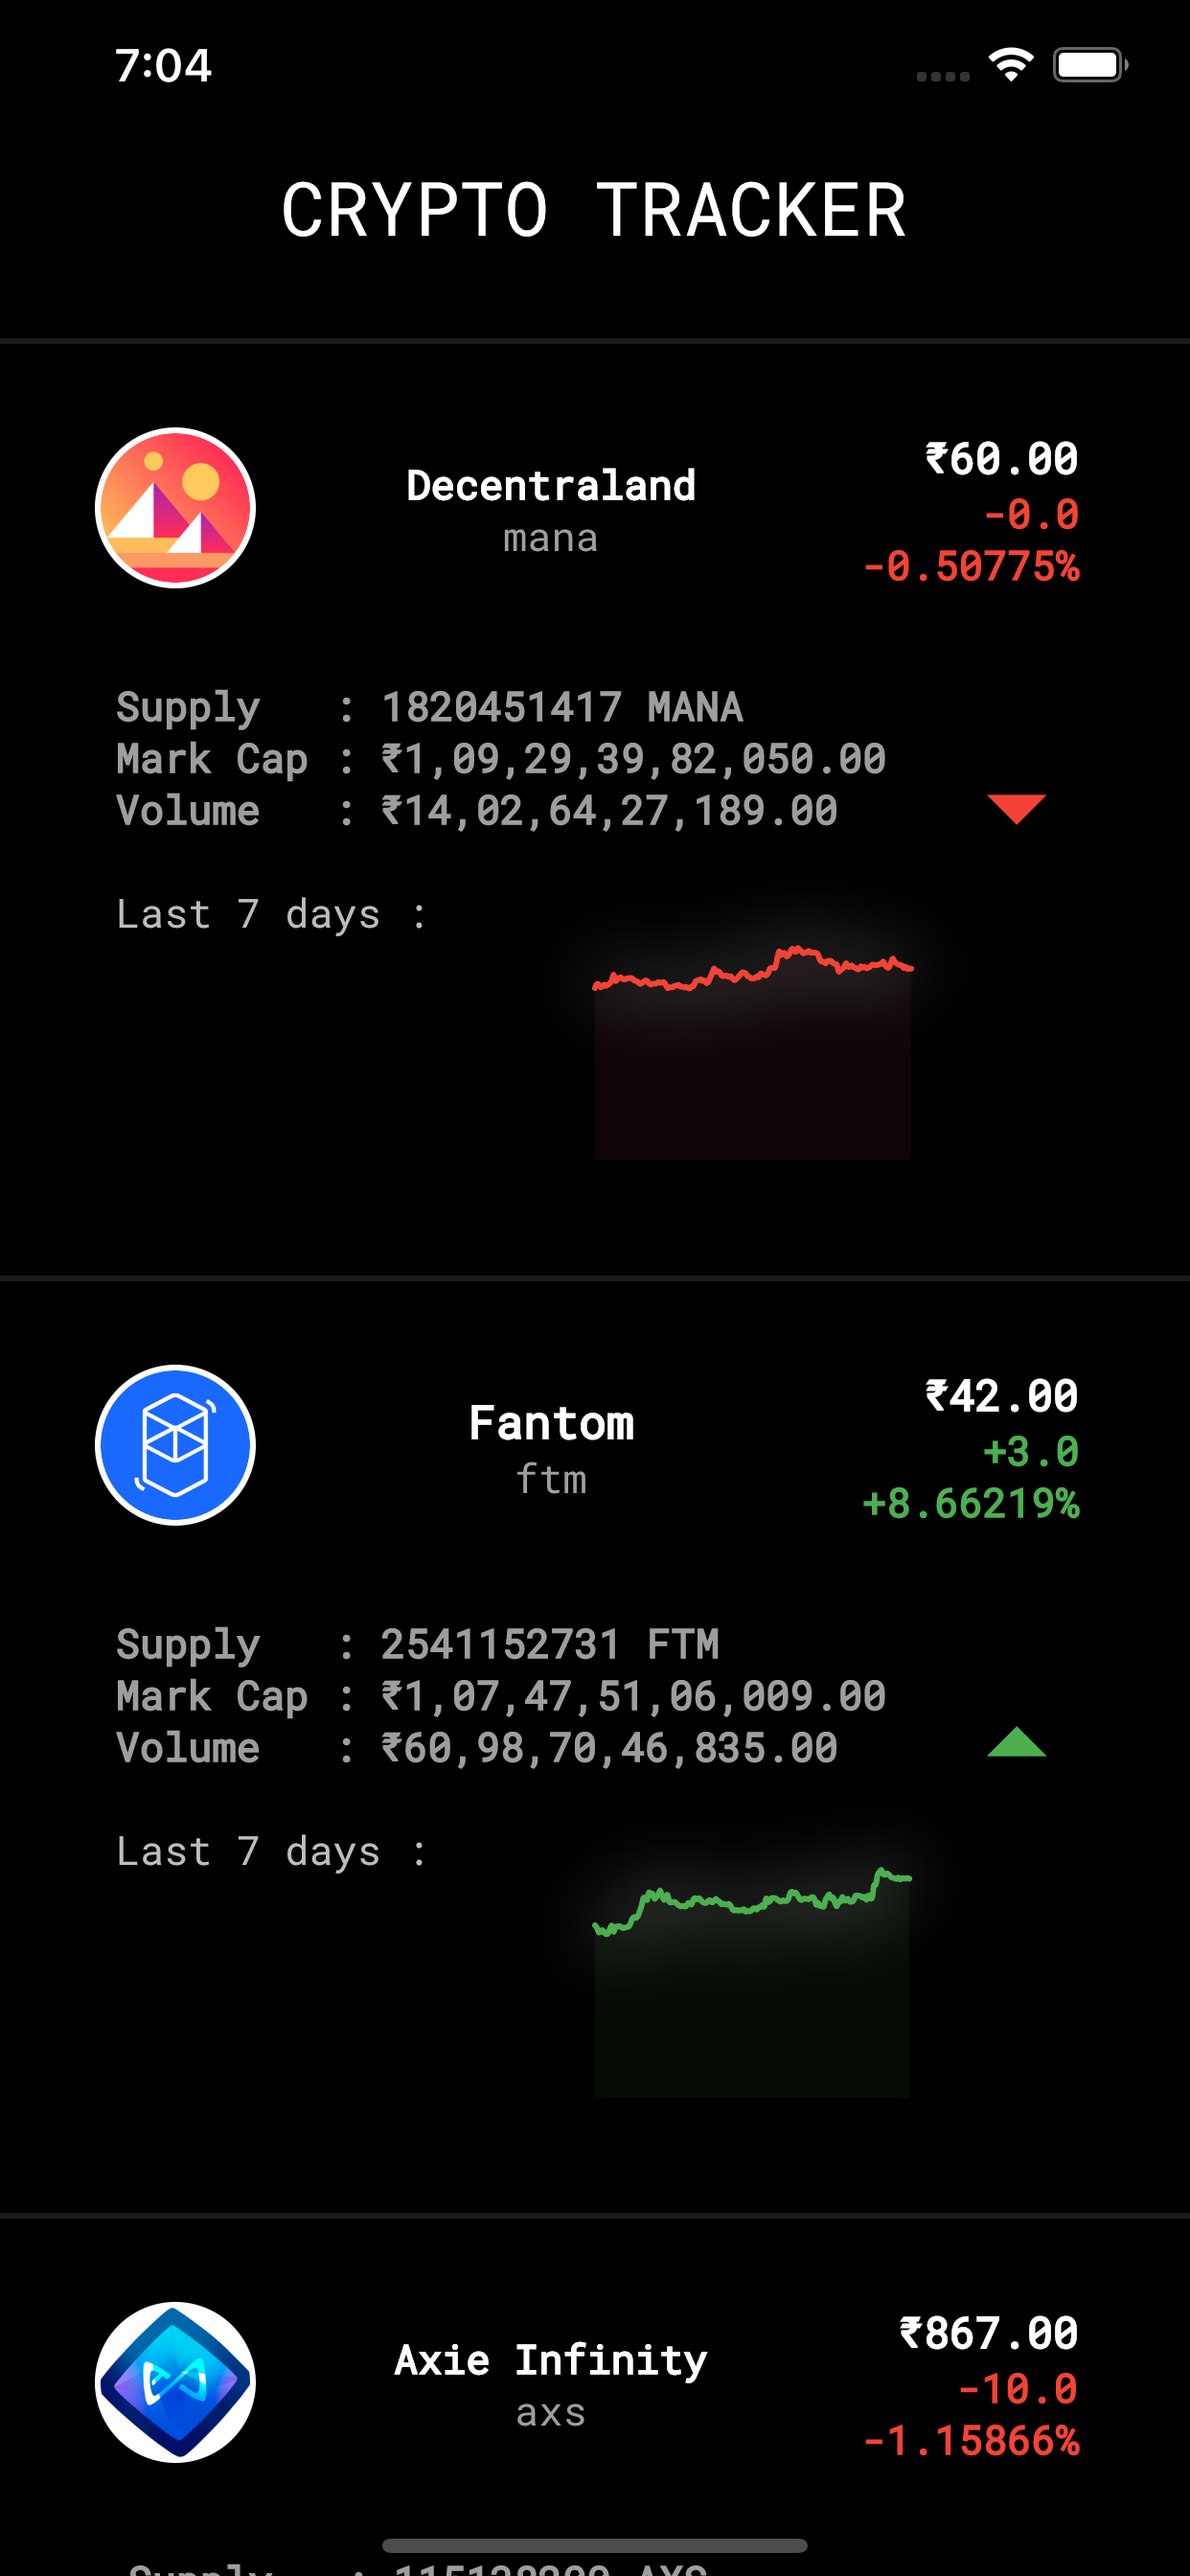 7:04
CRYPTO TRACKER
Decentraland
mana
₹60.00
-0.0
-0.50775%
Supply : 1820451417 MANA
Mark Cap : ₹1,09,29,39,82,050.00
Volume : ₹14,02,64,27,189.00
Last 7 days :
Fantom
ftm
₹42.00
+3.0
+8.66219%
Supply : 2541152731 FTM
Mark Cap : ₹1,07,47,51,06,009.00
Volume : ₹60,98,70,46,835.00
Last 7 days :
Axie Infinity
axs
₹867.00
-10.0
-1.15866%
Supply : AXS